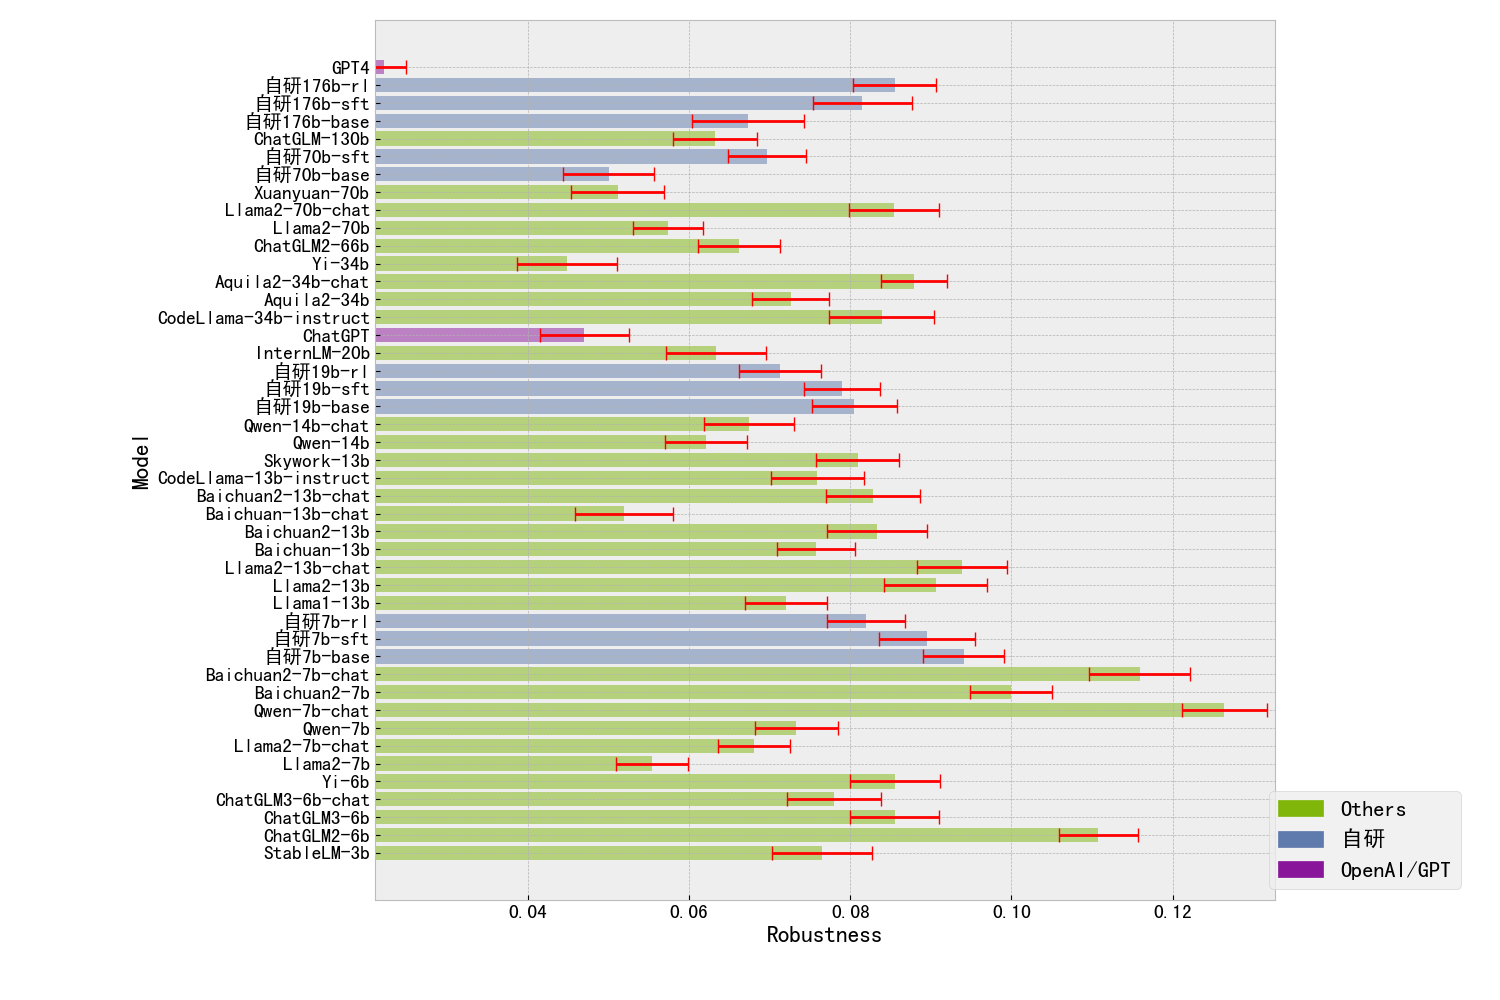 GPT4
自研176b-rl
自研176b-sft
自研176b-base
ChatGLM-130b
自研70b-sft
自研70b-base
Xuanyuan-70b
Llama2-70b-chat
Llama2-70b
ChatGLM2-66b
Yi-34b
Aquila2-34b-chat
Aquila2-34b
CodeLlama-34b-instruct
ChatGPT
InternLM-20b
自研19b-rl
自研19b-sft
自研19b-base
Qwen-14b-chat
Qwen-14b
Skywork-13b
CodeLlama-13b-instruct
Baichuan2-13b-chat
Baichuan-13b-chat
Baichuan2-13b
Baichuan-13b
Llama2-13b-chat
Llama2-13b
Llama1-13b
自研7b-rl
自研7b-sft
自研7b-base
Baichuan2-7b-chat
Baichuan2-7b
Qwen-7b-chat
Qwen-7b
Llama2-7b-chat
Llama2-7b
Yi-6b
ChatGLM3-6b-chat
ChatGLM3-6b
ChatGLM2-6b
StableLM-3b
Model
0.04 0.06 0.08 0.10 0.12
Robustness
Others
自研
OpenAI/GPT